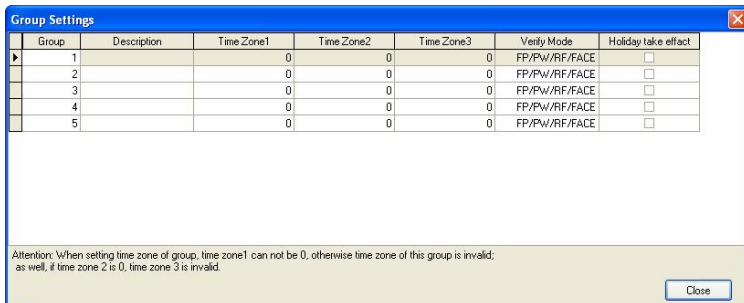 Group Settings
Group Description Time Zone1 Time Zone2 Time Zone3 Verify Mode Holiday take effact
1 0 0 0 FP/PW/RF/FACE
2 0 0 0 FP/PW/RF/FACE
3 0 0 0 FP/PW/RF/FACE
4 0 0 0 FP/PW/RF/FACE
5 0 0 0 FP/PW/RF/FACE
Attention: When setting time zone of group, time zone1 can not be 0, otherwise time zone of this group is invalid;
as well, if time zone 2 is 0, time zone 3 is invalid.
Close